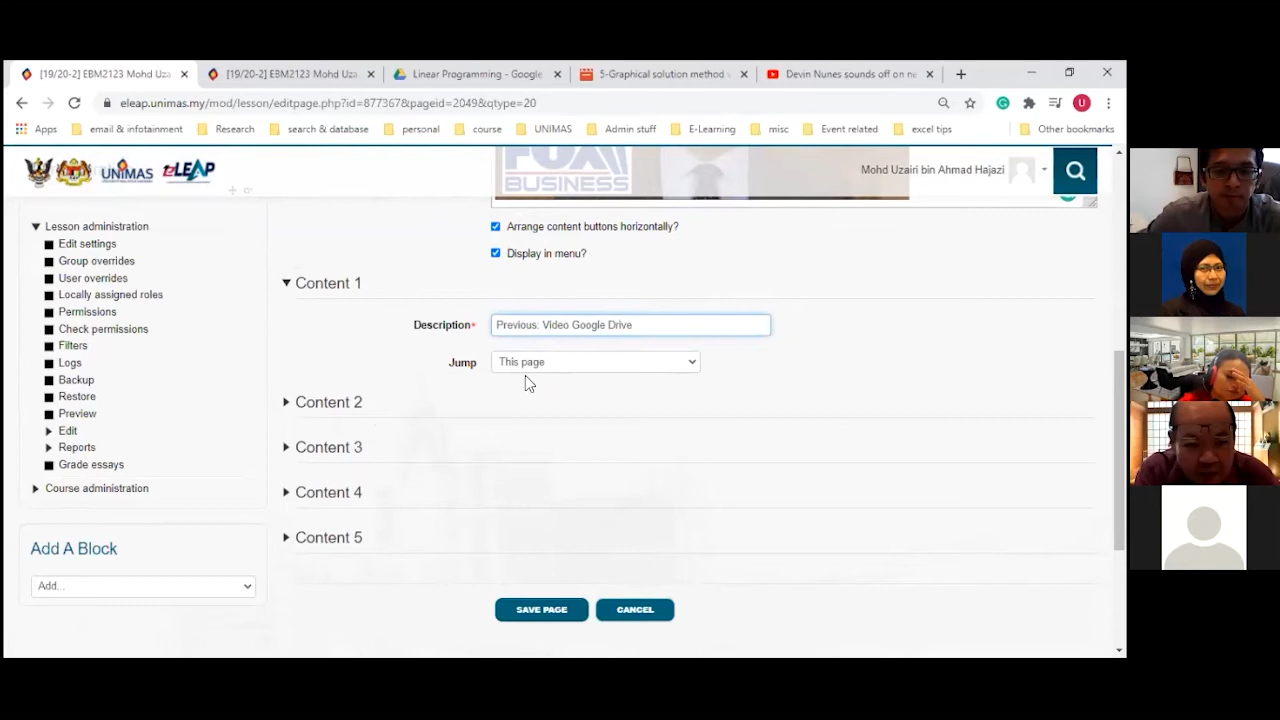 [19/20-2] EBM2123 Mohd Uza
[19/20-2] EBM2123 Mohd Uza
Linear Programming - Google
5-Graphical solution method
Devin Nunes sounds off on ne
eleap.unimas.my/mod/lesson/editpage.php?id=877367&pageid=2049&qtype=20
Apps
email & infotainment
Research
search & database
personal
course
UNIMAS
Admin stuff
E-Learning
misc
Event related
excel tips
Other bookmarks
UNIMAS
eLEAP
FOX
BUSINESS
Mohd Uzairi bin Ahmad Hajazi
Lesson administration
Edit settings
Group overrides
User overrides
Locally assigned roles
Permissions
Check permissions
Filters
Logs
Backup
Restore
Preview
Edit
Reports
Grade essays
Course administration
Add A Block
Add...
Arrange content buttons horizontally?
Display in menu?
Content 1
Description*
Previous: Video Google Drive
Jump
This page
Content 2
Content 3
Content 4
Content 5
SAVE PAGE
CANCEL